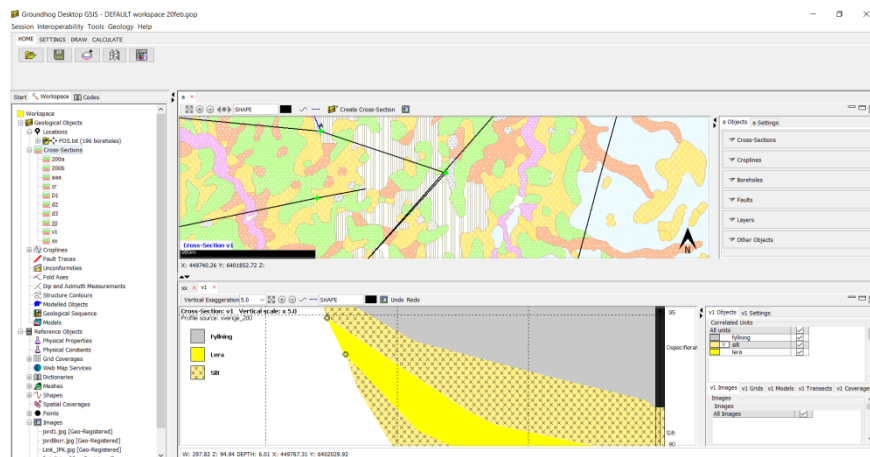 Groundhog Desktop GSIS - DEFAULT workspace 20feb.gop
Session Interoperability Tools Geology Help
HOME SETTINGS DRAW CALCULATE
Start Workspace Codes
Workspace
Geological Objects
Locations
FOS.txt (196 boreholes)
Cross-Sections
200a
200b
aaa
cr
D1
d2
d3
jjj
v1
xx
Croplines
Fault Traces
Unconformities
Fold Axes
Dip and Azimuth Measurements
Structure Contours
Modelled Objects
Geological Sequence
Models
Reference Objects
Physical Properties
Physical Constants
Grid Coverages
Web Map Services
Dictionaries
Meshes
Shapes
Spatial Coverages
Points
Images
jord1.jpg [Geo-Registered]
jordBorr.jpg [Geo-Registered]
LinK_JPK.jpg [Geo-Registered]
a
SHAPE
Create Cross-Section
Cross-Section v1
N
X: 449740.26 Y: 6401852.72 Z:
a Objects a Settings
Cross-Sections
Croplines
Boreholes
Faults
Layers
Other Objects
xx v1
Vertical Exaggeration 5.0
SHAPE
Undo Redo
Cross-Section: v1 Vertical scale: x 5.0
Profile source: sverige_200
Fyllning
Lera
Silt
95
Ospecificerat
Silt
90
W: 297.82 Z: 94.94 DEPTH: 6.01 X: 449767.31 Y: 6402029.92
v1 Objects v1 Settings
Correlated Units
All units
fyllning
silt
lera
v1 Images v1 Grids v1 Models v1 Transects v1 Coverages
Images
Images
All Images